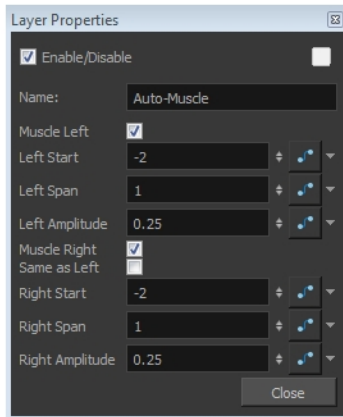 Layer Properties
Enable/Disable
Name: Auto-Muscle
Muscle Left
Left Start -2
Left Span 1
Left Amplitude 0.25
Muscle Right
Same as Left
Right Start -2
Right Span 1
Right Amplitude 0.25
Close